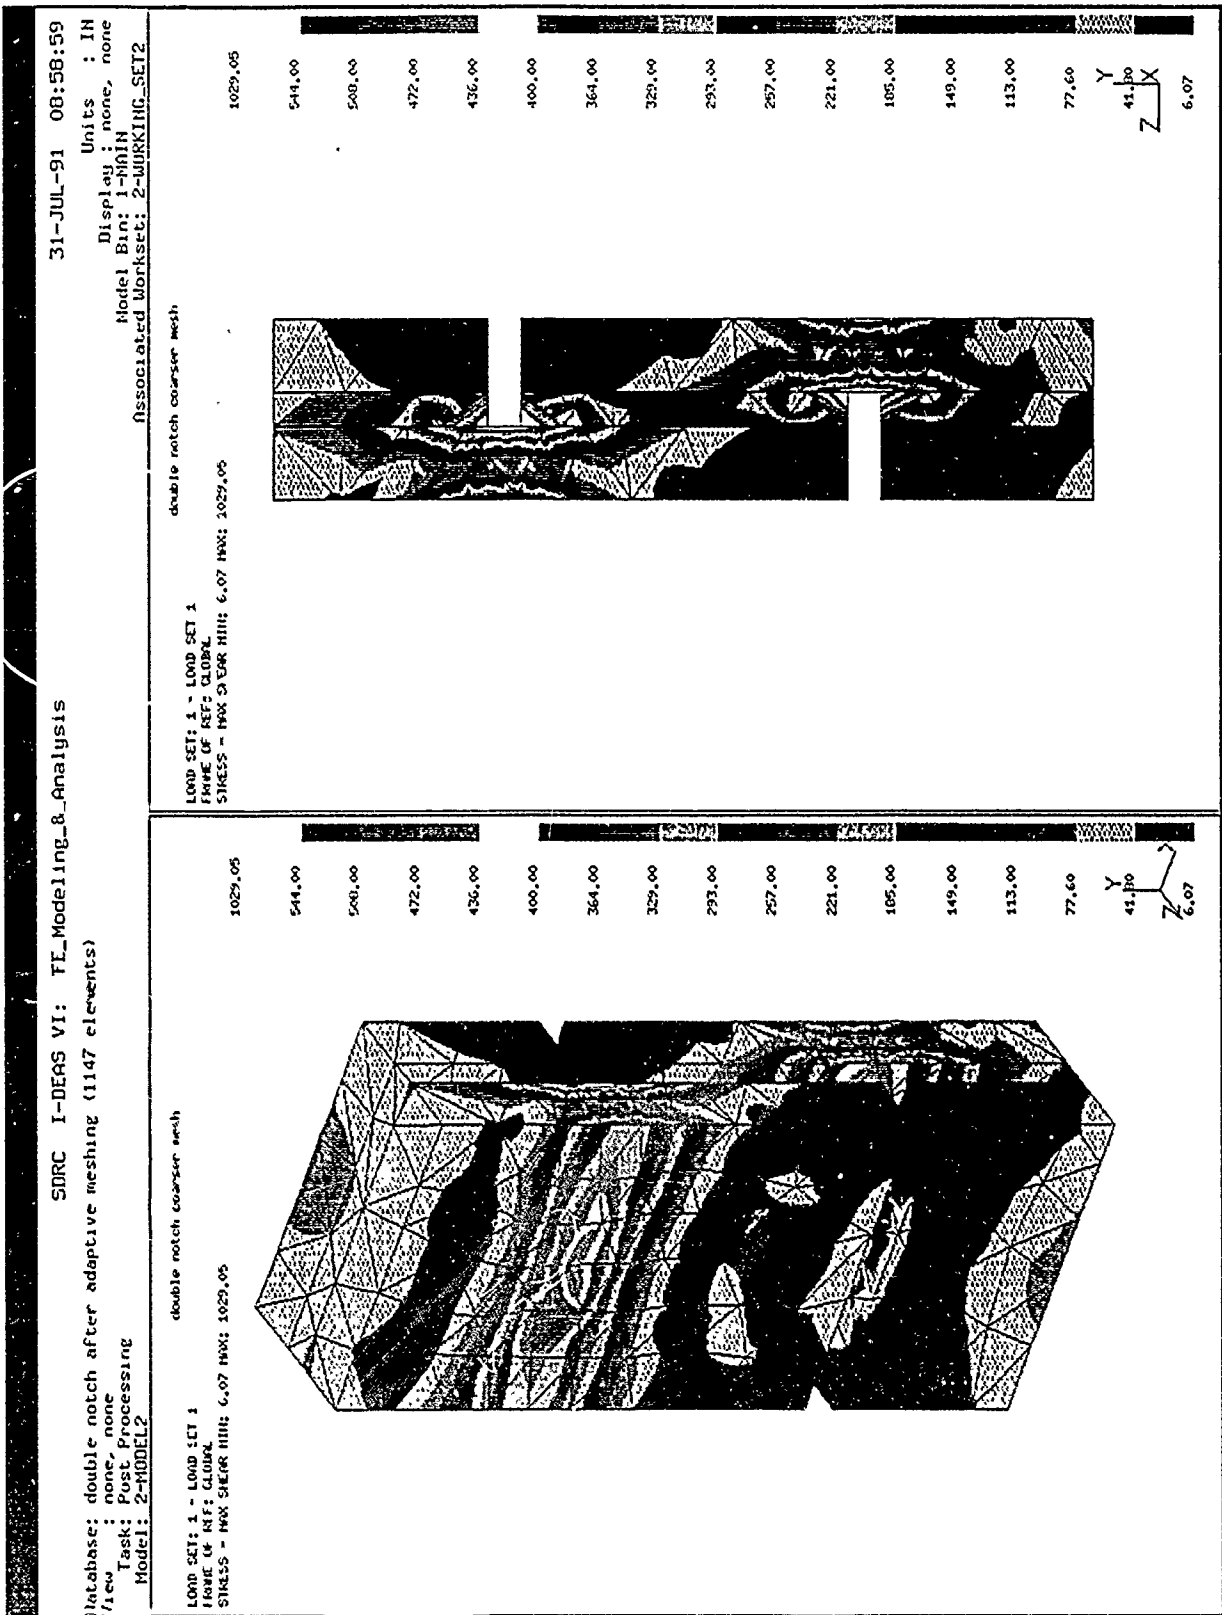 SDRC I-DEAS VI: FE_Modeling_&_Analysis
31-JUL-91 08:58:59
Database: double notch after adaptive meshing (1147 elements)
Units : IN
View : none, none
Display : none, none
Task: Post Processing
Model Bin: 1-MAIN
Model: 2-MODEL2
Associated Workset: 2-WORKING_SET2
double notch coarser mesh
LOAD SET: 1 - LOAD SET 1
FRAME OF REF: GLOBAL
STRESS - MAX SHEAR MIN: 6.07 MAX: 1029.05
1029.05
544.00
508.00
472.00
436.00
400.00
364.00
329.00
293.00
257.00
221.00
185.00
149.00
113.00
77.60
41.80
6.07
Y
Z
double notch coarser mesh
LOAD SET: 1 - LOAD SET 1
FRAME OF REF: GLOBAL
STRESS - MAX SHEAR MIN: 6.07 MAX: 1029.05
1029.05
544.00
508.00
472.00
436.00
400.00
364.00
329.00
293.00
257.00
221.00
185.00
149.00
113.00
77.60
41.80
6.07
Y
Z
X